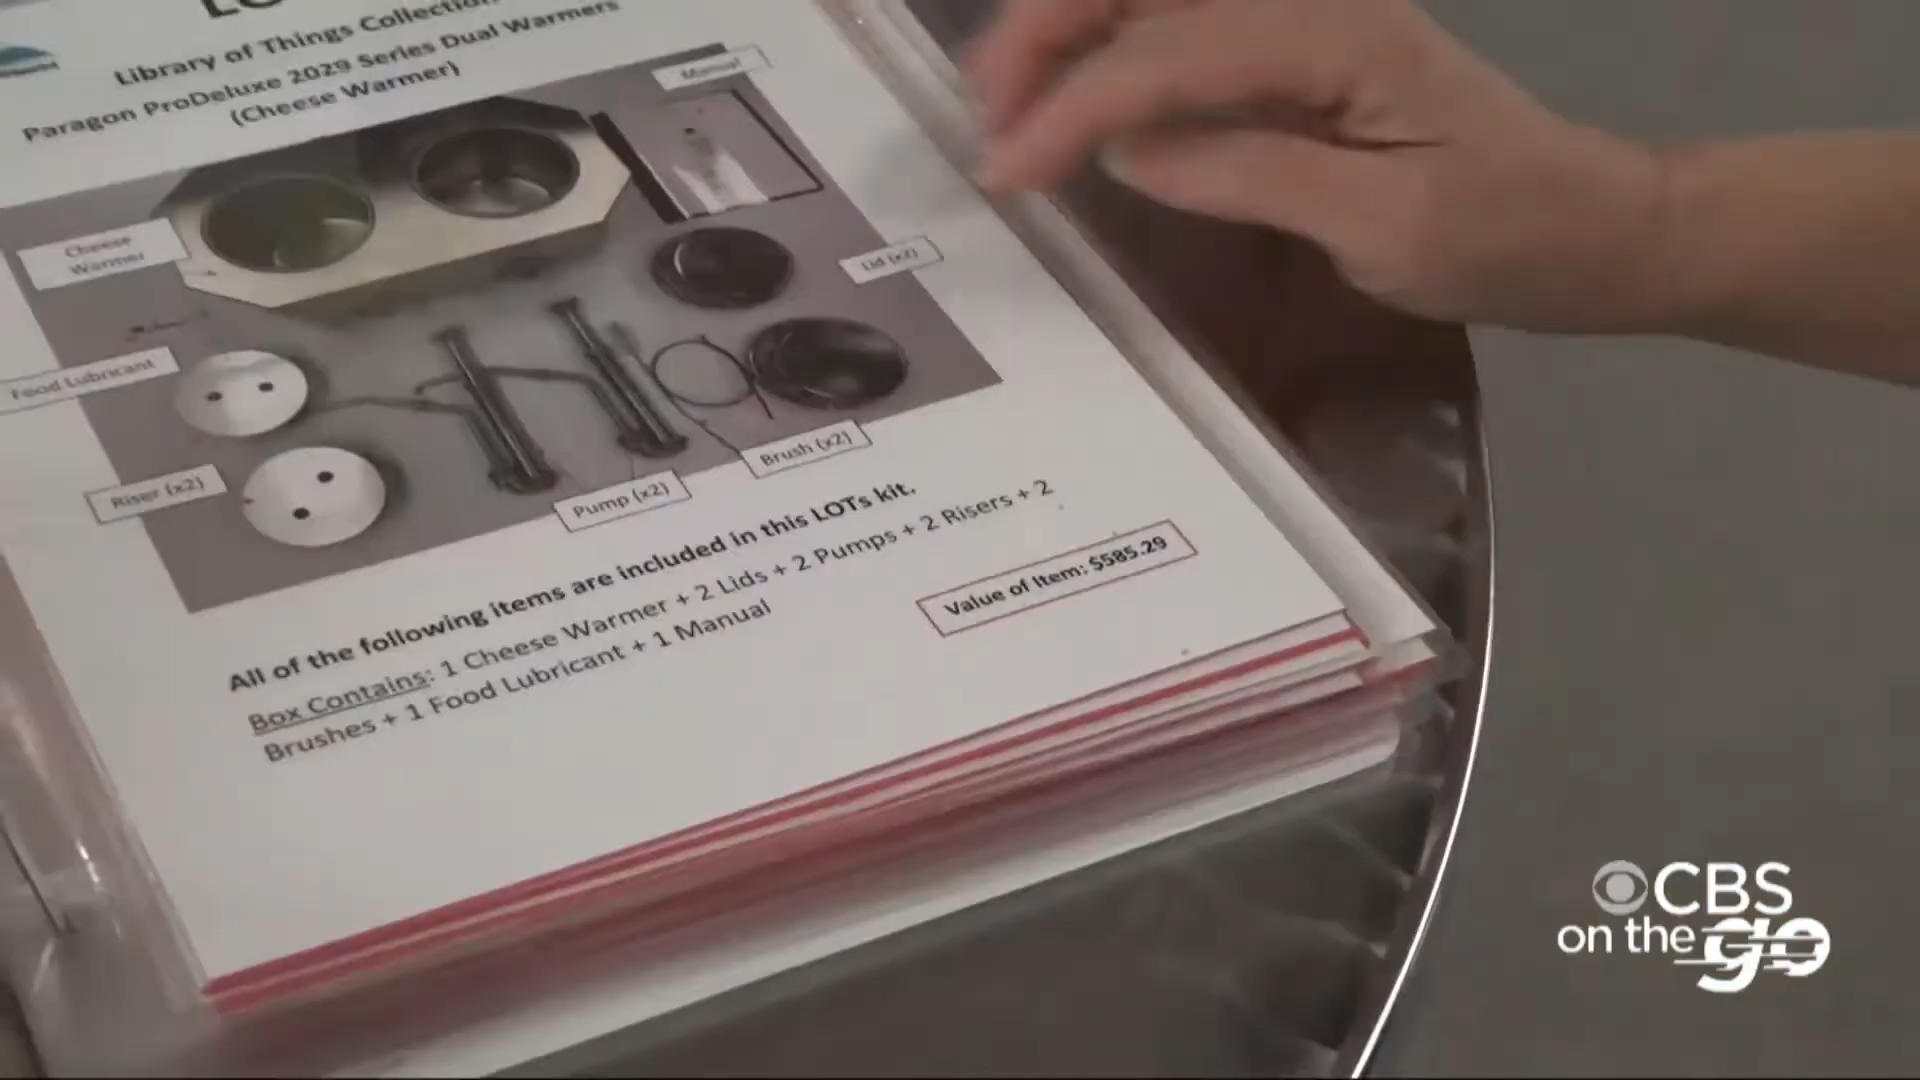 Library of Things Collection
Paragon ProDeluxe 2029 Series Dual Warmers
(Cheese Warmer)
Manual
Cheese
Warmer
Lid (x2)
Food Lubricant
Brush (x2)
Riser (x2)
Pump (x2)
All of the following items are included in this LOTs kit.
Box Contains: 1 Cheese Warmer + 2 Lids + 2 Pumps + 2 Risers + 2
Brushes + 1 Food Lubricant + 1 Manual
Value of Item: $585.29
CBS
on the go